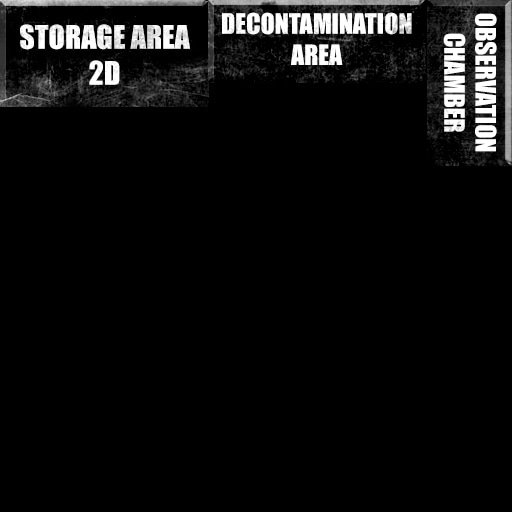 STORAGE AREA
2D
DECONTAMINATION
AREA
OBSERVATION
CHAMBER